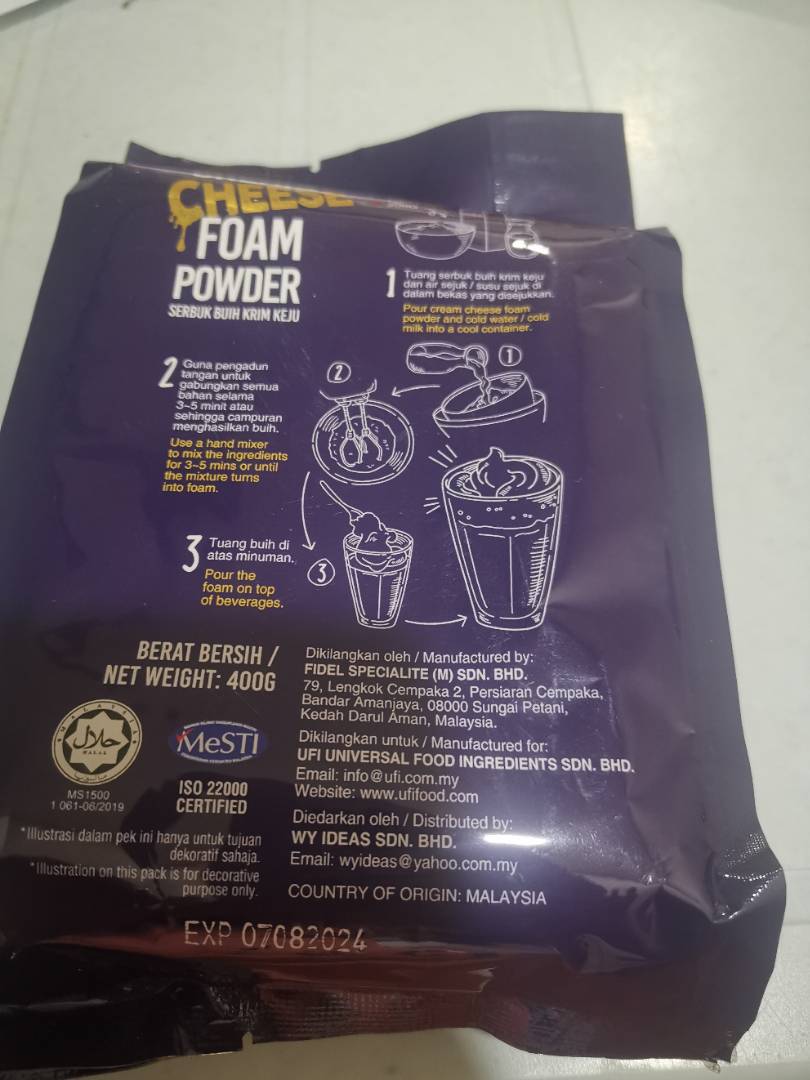 CHEESE
FOAM
POWDER
SERBUK BUIH KRIM KEJU
1
Tuang serbuk buih krim keju
dan air sejuk / susu sejuk di
dalam bekas yang disejukkan.
Pour cream cheese foam
powder and cold water / cold
milk into a cool container.
1
2
Guna pengadun
tangan untuk
gabungkan semua
bahan selama
3–5 minit atau
sehingga campuran
menghasilkan buih.
Use a hand mixer
to mix the ingredients
for 3–5 mins or until
the mixture turns
into foam.
2
3
Tuang buih di
atas minuman.
Pour the
foam on top
of beverages.
3
BERAT BERSIH /
NET WEIGHT: 400G
Dikilangkan oleh / Manufactured by:
FIDEL SPECIALITE (M) SDN. BHD.
79, Lengkok Cempaka 2, Persiaran Cempaka,
Bandar Amanjaya, 08000 Sungai Petani,
Kedah Darul Aman, Malaysia.
Dikilangkan untuk / Manufactured for:
UFI UNIVERSAL FOOD INGREDIENTS SDN. BHD.
Email: info@ufi.com.my
Website: www.ufifood.com
Diedarkan oleh / Distributed by:
WY IDEAS SDN. BHD.
Email: wyideas@yahoo.com.my
COUNTRY OF ORIGIN: MALAYSIA
MALAYSIA
حلال
HALAL
MS1500
1 061-06/2019
MeSTI
ISO 22000
CERTIFIED
*Illustrasi dalam pek ini hanya untuk tujuan
dekoratif sahaja.
*Illustration on this pack is for decorative
purpose only.
EXP 07082024